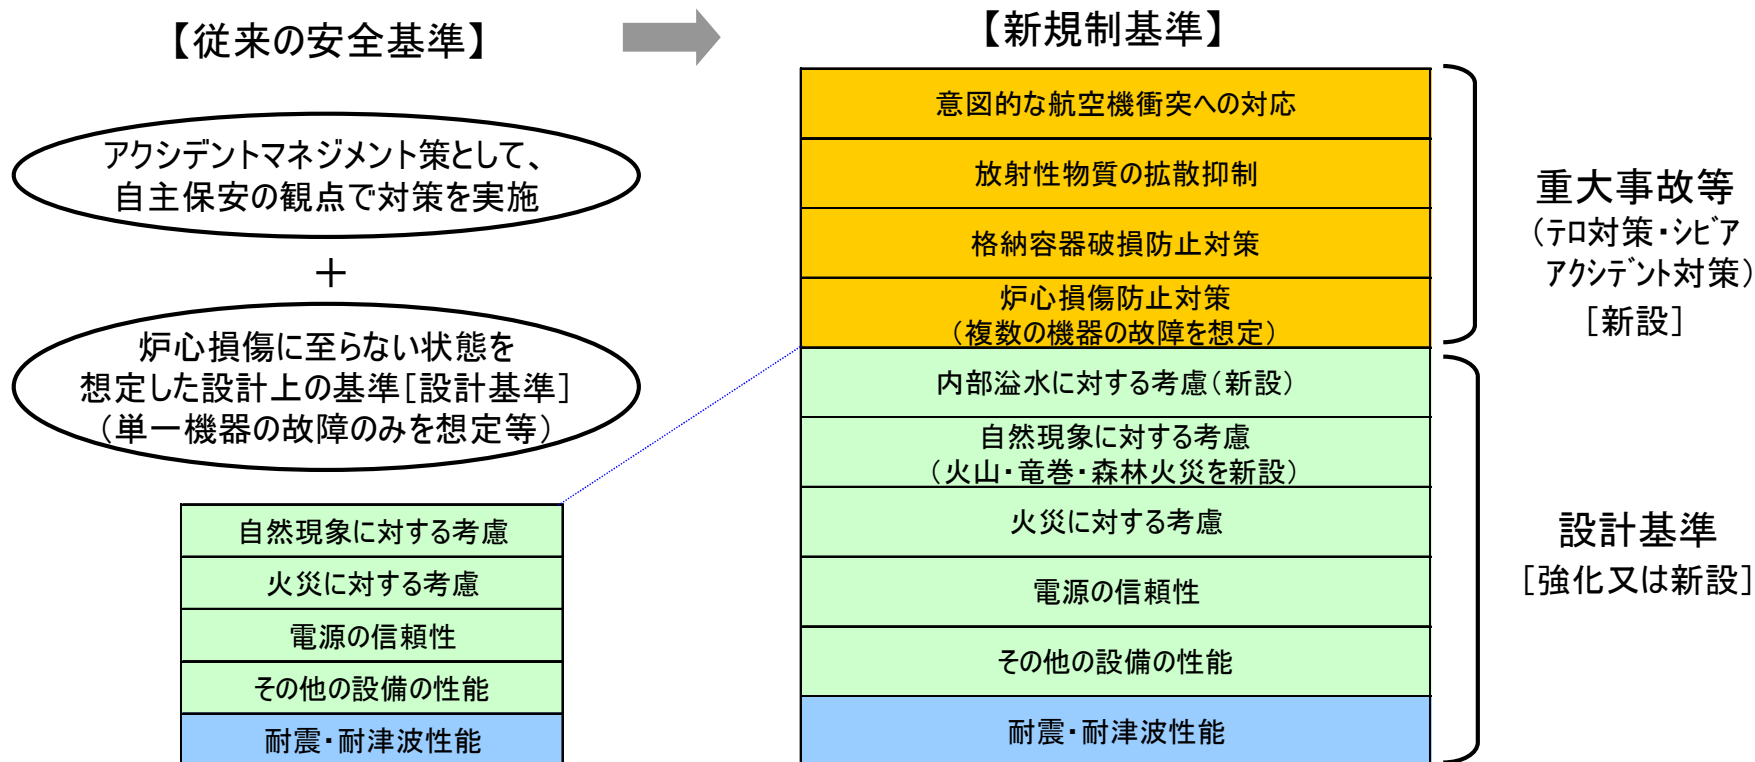 【従来の安全基準】
アクシデントマネジメント策として、
自主保安の観点で対策を実施
＋
炉心損傷に至らない状態を
想定した設計上の基準[設計基準]
（単一機器の故障のみを想定等）
自然現象に対する考慮
火災に対する考慮
電源の信頼性
その他の設備の性能
耐震・耐津波性能
【新規制基準】
意図的な航空機衝突への対応
放射性物質の拡散抑制
格納容器破損防止対策
炉心損傷防止対策
（複数の機器の故障を想定）
内部溢水に対する考慮（新設）
自然現象に対する考慮
（火山・竜巻・森林火災を新設）
火災に対する考慮
電源の信頼性
その他の設備の性能
耐震・耐津波性能
重大事故等
（ﾃﾛ対策・ｼﾋﾞｱ
ｱｸｼﾃﾞﾝﾄ対策）
[新設]
設計基準
[強化又は新設]